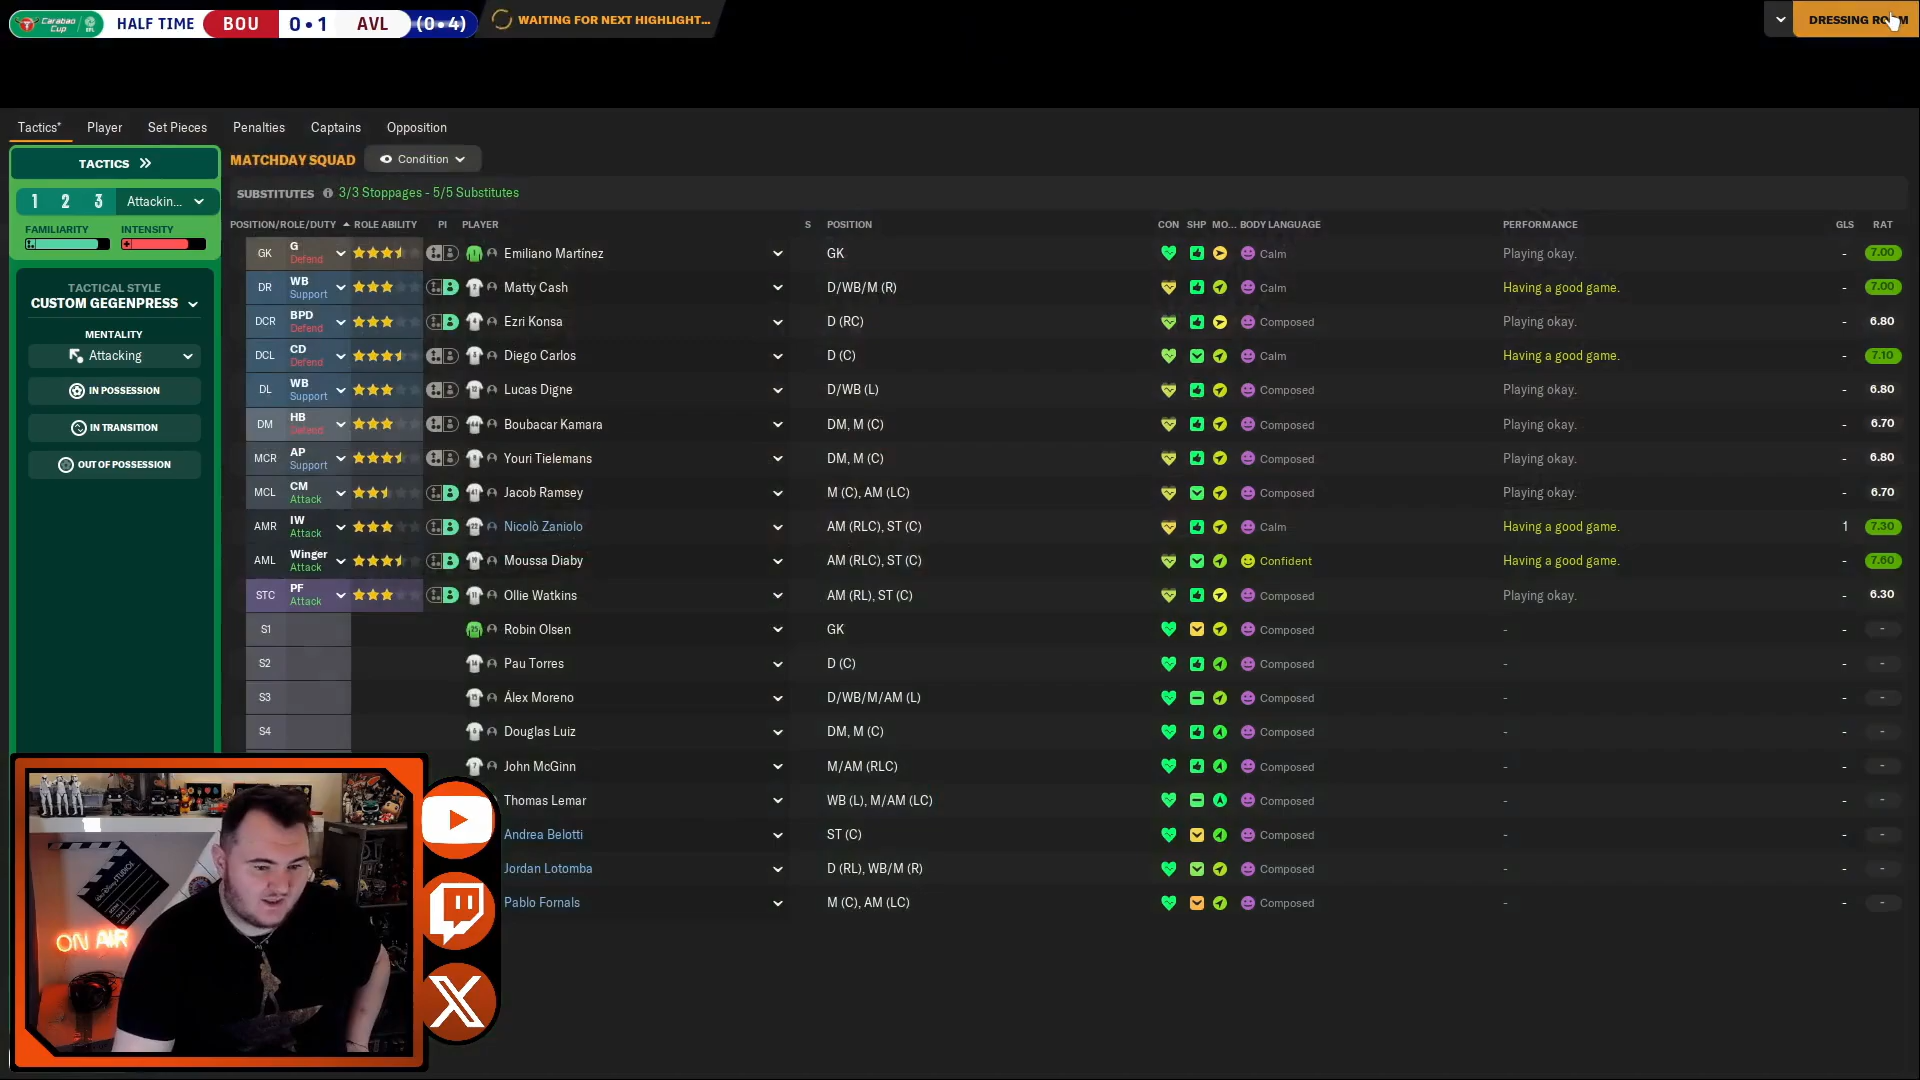 Carabao Cup EFL HALF TIME BOU 0 • 1 AVL (0•4) WAITING FOR NEXT HIGHLIGHT... DRESSING ROOM
Tactics* Player Set Pieces Penalties Captains Opposition
TACTICS
1 2 3 Attackin...
FAMILIARITY INTENSITY
TACTICAL STYLE
CUSTOM GEGENPRESS
MENTALITY
Attacking
IN POSSESSION
IN TRANSITION
OUT OF POSSESSION
MATCHDAY SQUAD Condition
SUBSTITUTES 3/3 Stoppages - 5/5 Substitutes
POSITION/ROLE/DUTY ROLE ABILITY PI PLAYER S POSITION CON SHP MO... BODY LANGUAGE PERFORMANCE GLS RAT
GK G Defend Emiliano Martínez GK Calm Playing okay. - 7.00
DR WB Support Matty Cash D/WB/M (R) Calm Having a good game. - 7.00
DCR BPD Defend Ezri Konsa D (RC) Composed Playing okay. - 6.80
DCL CD Defend Diego Carlos D (C) Calm Having a good game. - 7.10
DL WB Support Lucas Digne D/WB (L) Composed Playing okay. - 6.80
DM HB Defend Boubacar Kamara DM, M (C) Composed Playing okay. - 6.70
MCR AP Support Youri Tielemans DM, M (C) Composed Playing okay. - 6.80
MCL CM Attack Jacob Ramsey M (C), AM (LC) Composed Playing okay. - 6.70
AMR IW Attack Nicolò Zaniolo AM (RLC), ST (C) Calm Having a good game. 1 7.30
AML Winger Attack Moussa Diaby AM (RLC), ST (C) Confident Having a good game. - 7.60
STC PF Attack Ollie Watkins AM (RL), ST (C) Composed Playing okay. - 6.30
S1 Robin Olsen GK Composed - - -
S2 Pau Torres D (C) Composed - - -
S3 Álex Moreno D/WB/M/AM (L) Composed - - -
S4 Douglas Luiz DM, M (C) Composed - - -
John McGinn M/AM (RLC) Composed - - -
Thomas Lemar WB (L), M/AM (LC) Composed - - -
Andrea Belotti ST (C) Composed - - -
Jordan Lotomba D (RL), WB/M (R) Composed - - -
Pablo Fornals M (C), AM (LC) Composed - - -
ON AIR